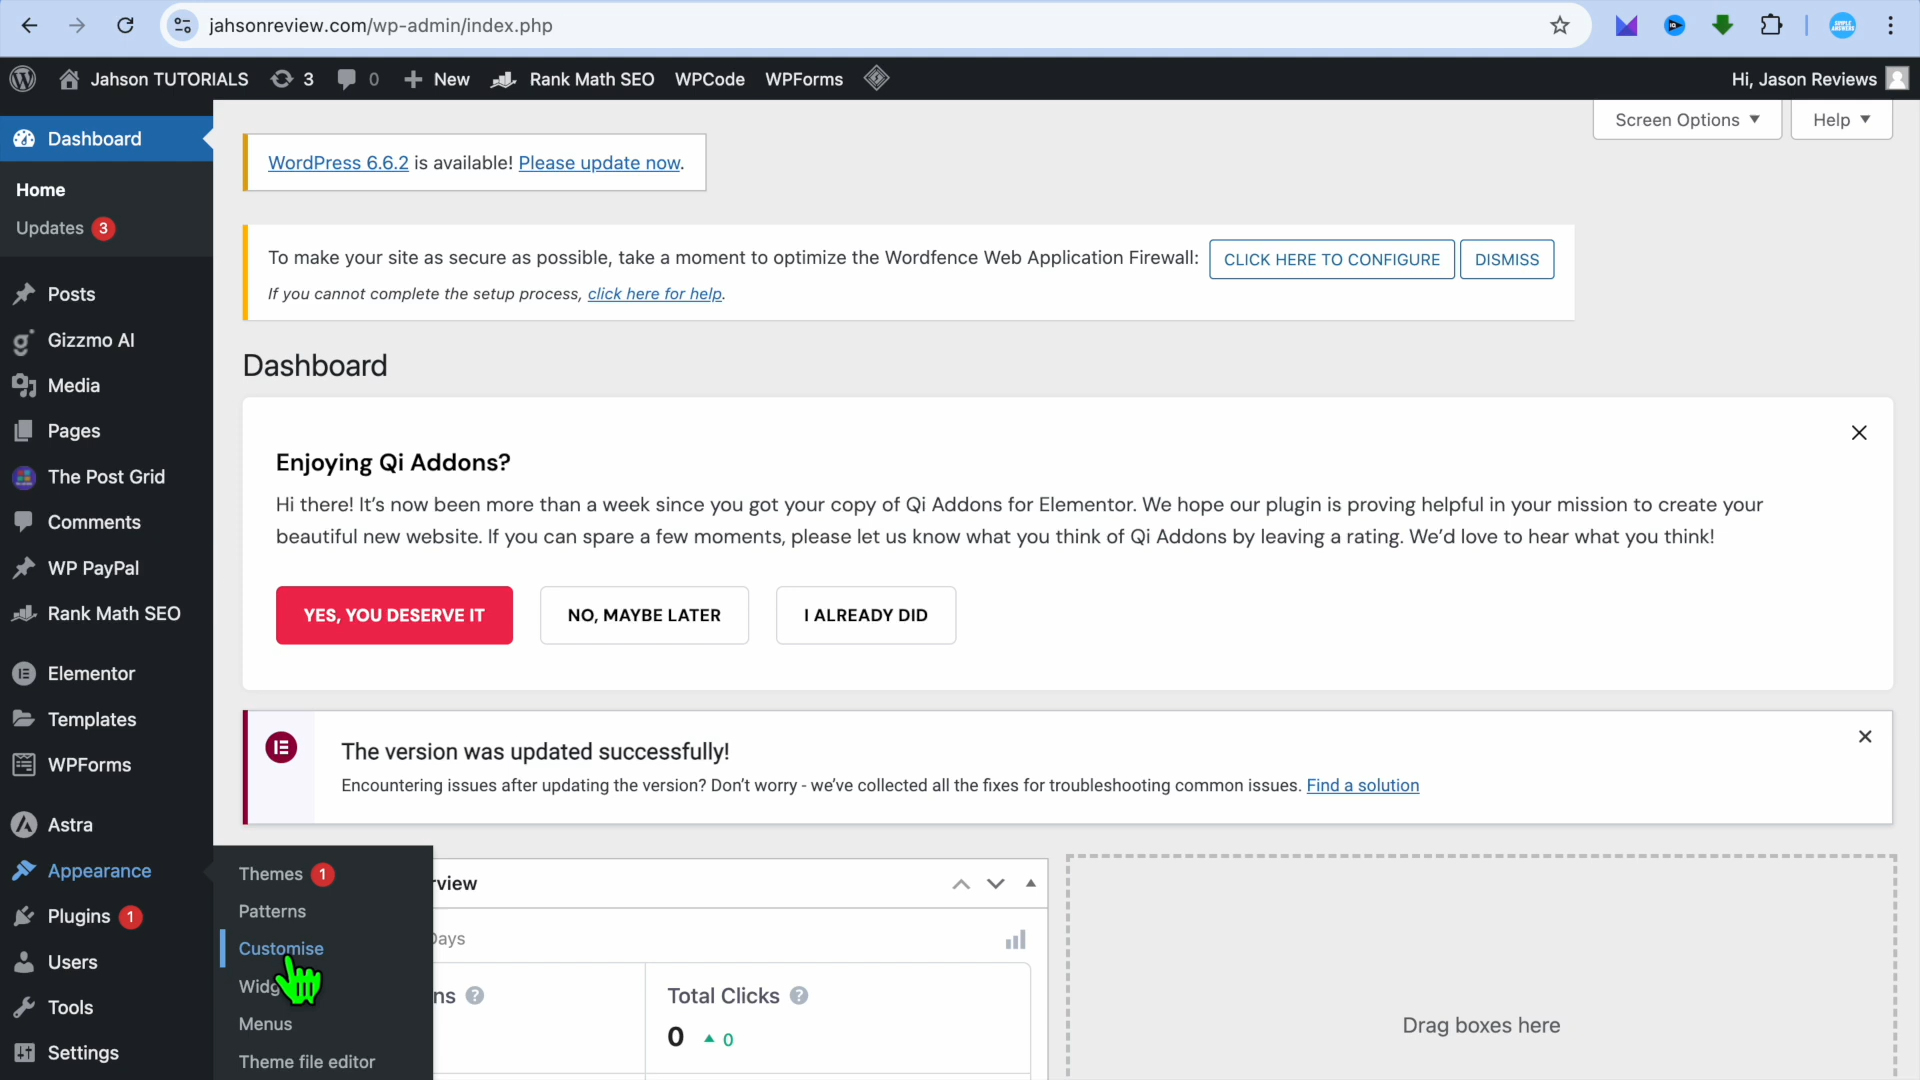 jahsonreview.com/wp-admin/index.php
Jahson TUTORIALS 3 0 New Rank Math SEO WPCode WPForms Hi, Jason Reviews
Screen Options Help
Dashboard
Home
Updates 3
Posts
Gizzmo AI
Media
Pages
The Post Grid
Comments
WP PayPal
Rank Math SEO
Elementor
Templates
WPForms
Astra
Appearance
Plugins 1
Users
Tools
Settings
Themes 1
Patterns
Customise
Menus
Theme file editor
WordPress 6.6.2 is available! Please update now.
To make your site as secure as possible, take a moment to optimize the Wordfence Web Application Firewall: CLICK HERE TO CONFIGURE DISMISS
If you cannot complete the setup process, click here for help.
Dashboard
Enjoying Qi Addons?
Hi there! It's now been more than a week since you got your copy of Qi Addons for Elementor. We hope our plugin is proving helpful in your mission to create your
beautiful new website. If you can spare a few moments, please let us know what you think of Qi Addons by leaving a rating. We'd love to hear what you think!
YES, YOU DESERVE IT NO, MAYBE LATER I ALREADY DID
The version was updated successfully!
Encountering issues after updating the version? Don't worry - we've collected all the fixes for troubleshooting common issues. Find a solution
Total Clicks
0 0
Drag boxes here